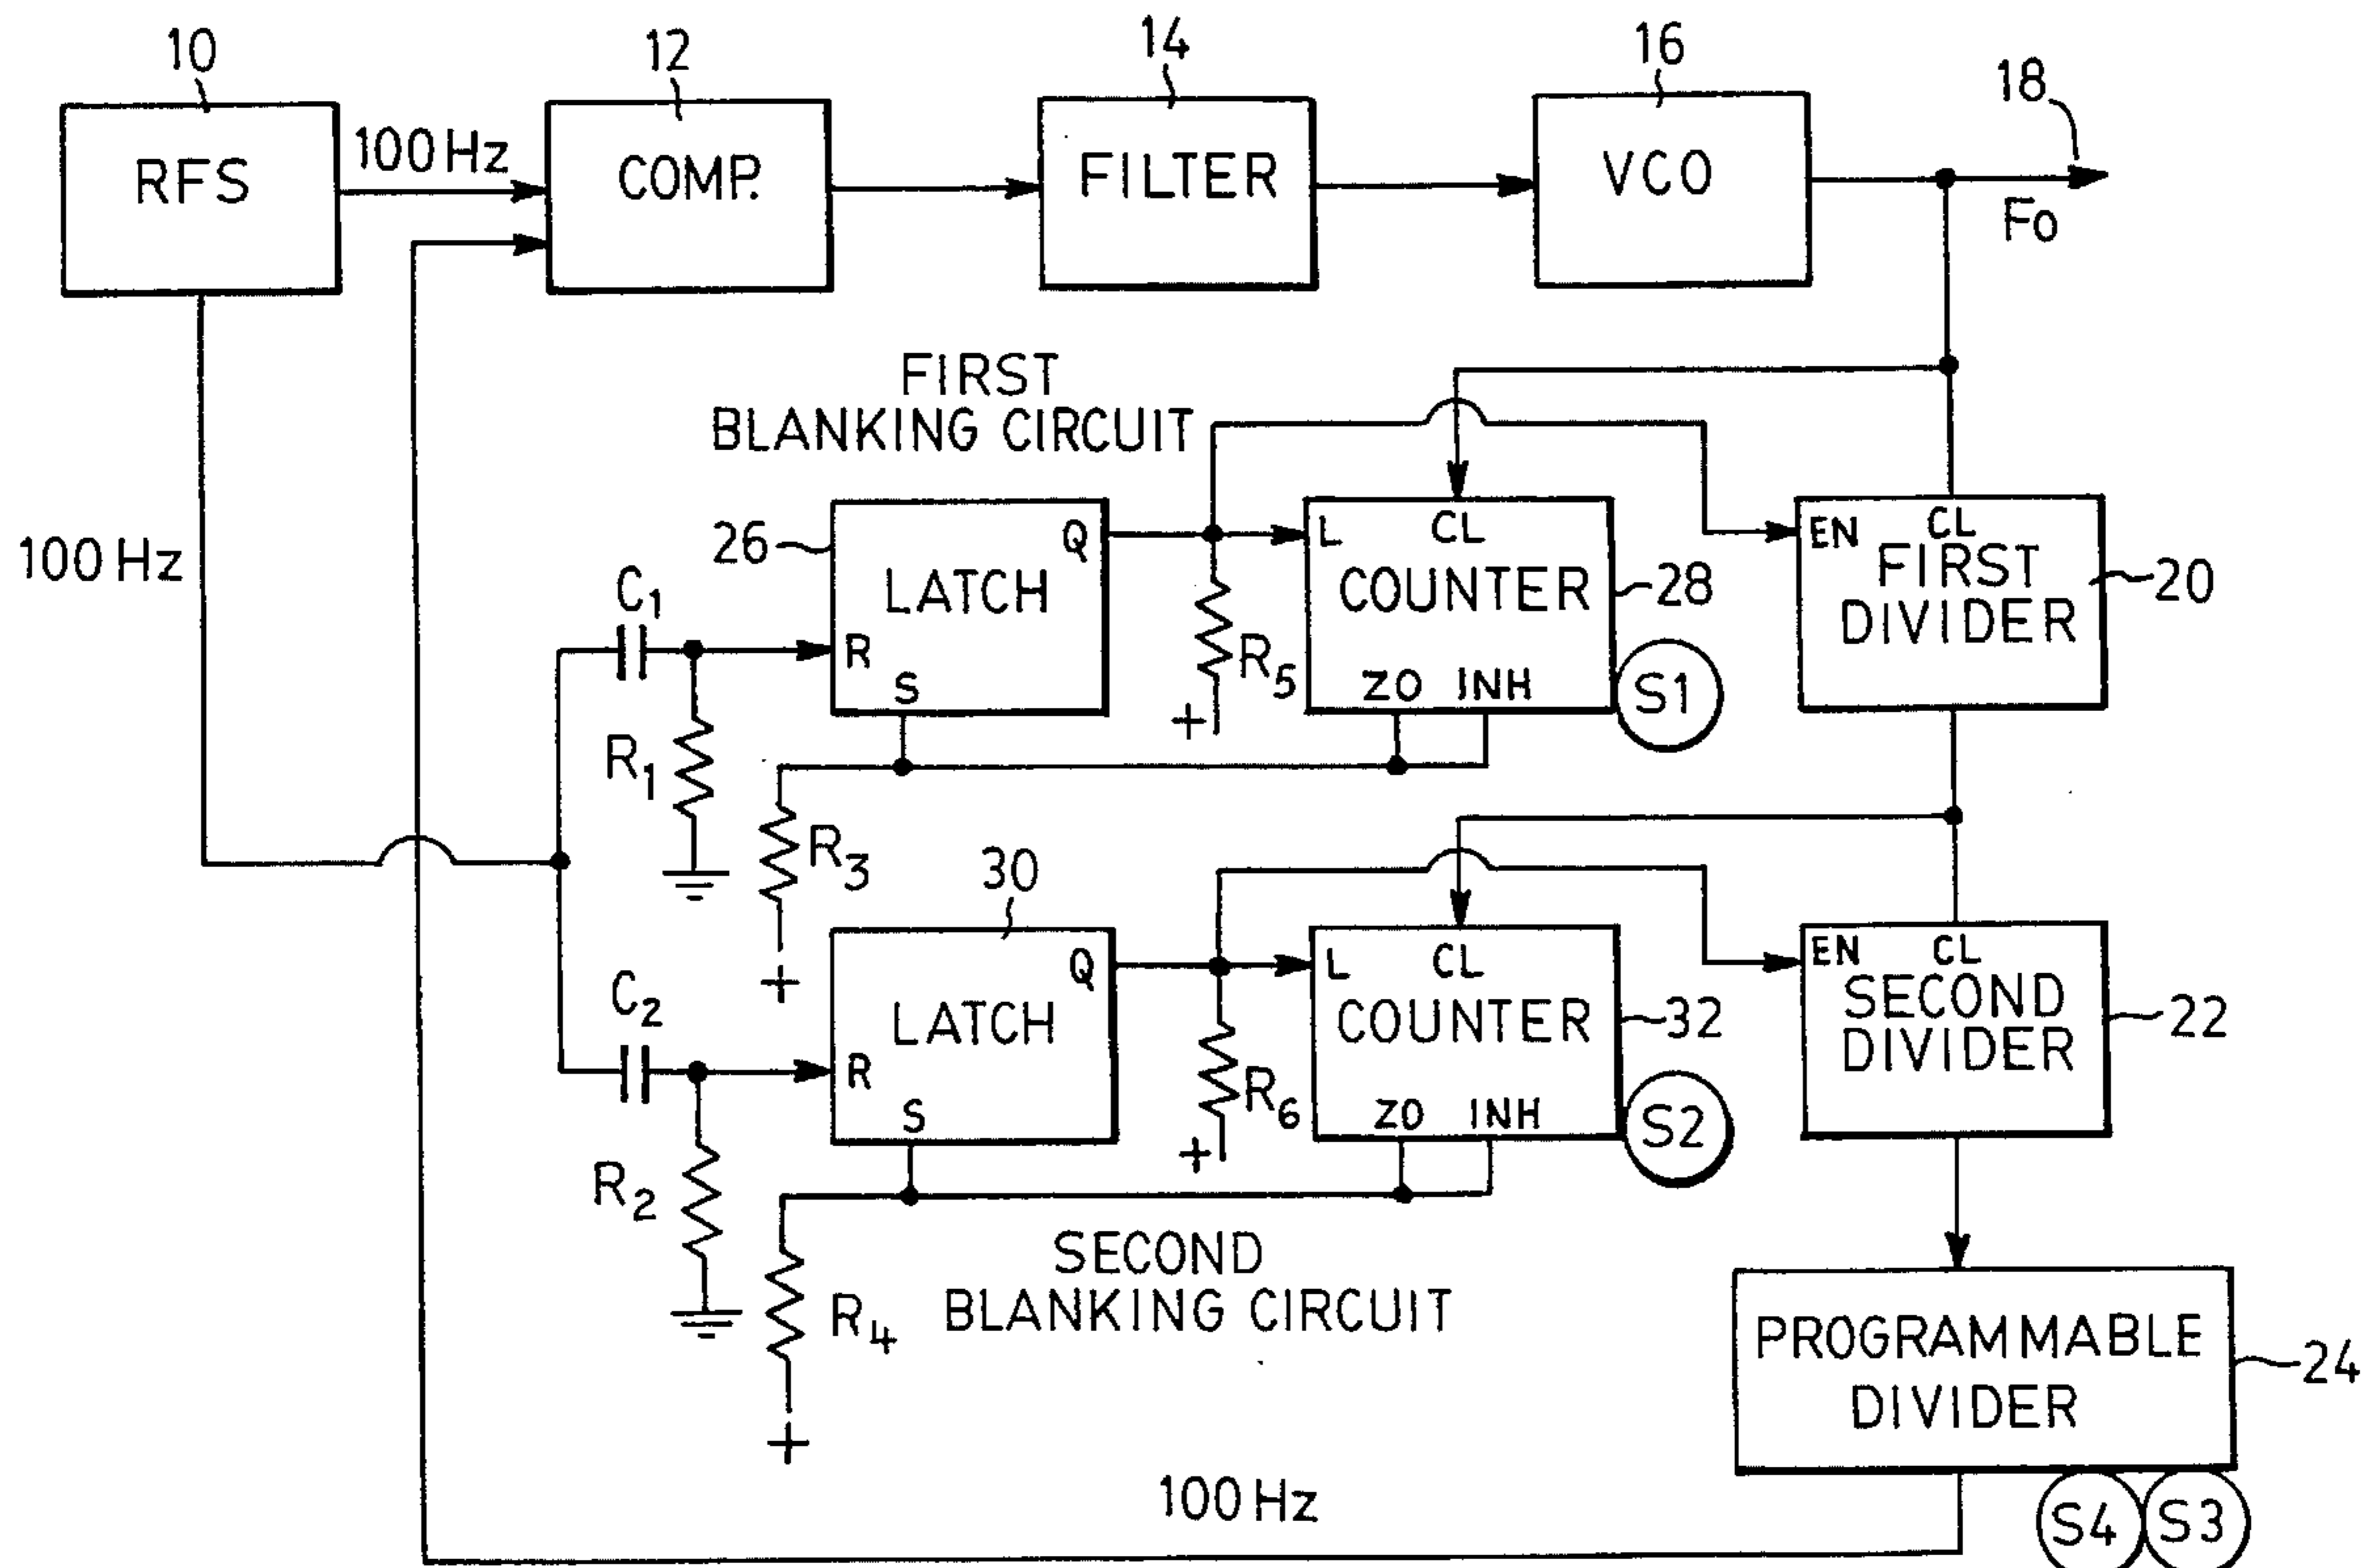 10
12
14
16
18
RFS
100 Hz
COMP.
FILTER
VCO
Fo
FIRST
BLANKING CIRCUIT
100 Hz
26
LATCH
Q
R
S
C1
R1
R3
+
R5
+
L
CL
COUNTER
ZO INH
28
S1
EN
CL
FIRST
DIVIDER
20
30
LATCH
Q
R
S
C2
R2
R4
+
R6
+
L
CL
COUNTER
ZO INH
32
S2
EN
CL
SECOND
DIVIDER
22
SECOND
BLANKING CIRCUIT
PROGRAMMABLE
DIVIDER
24
100 Hz
S4
S3